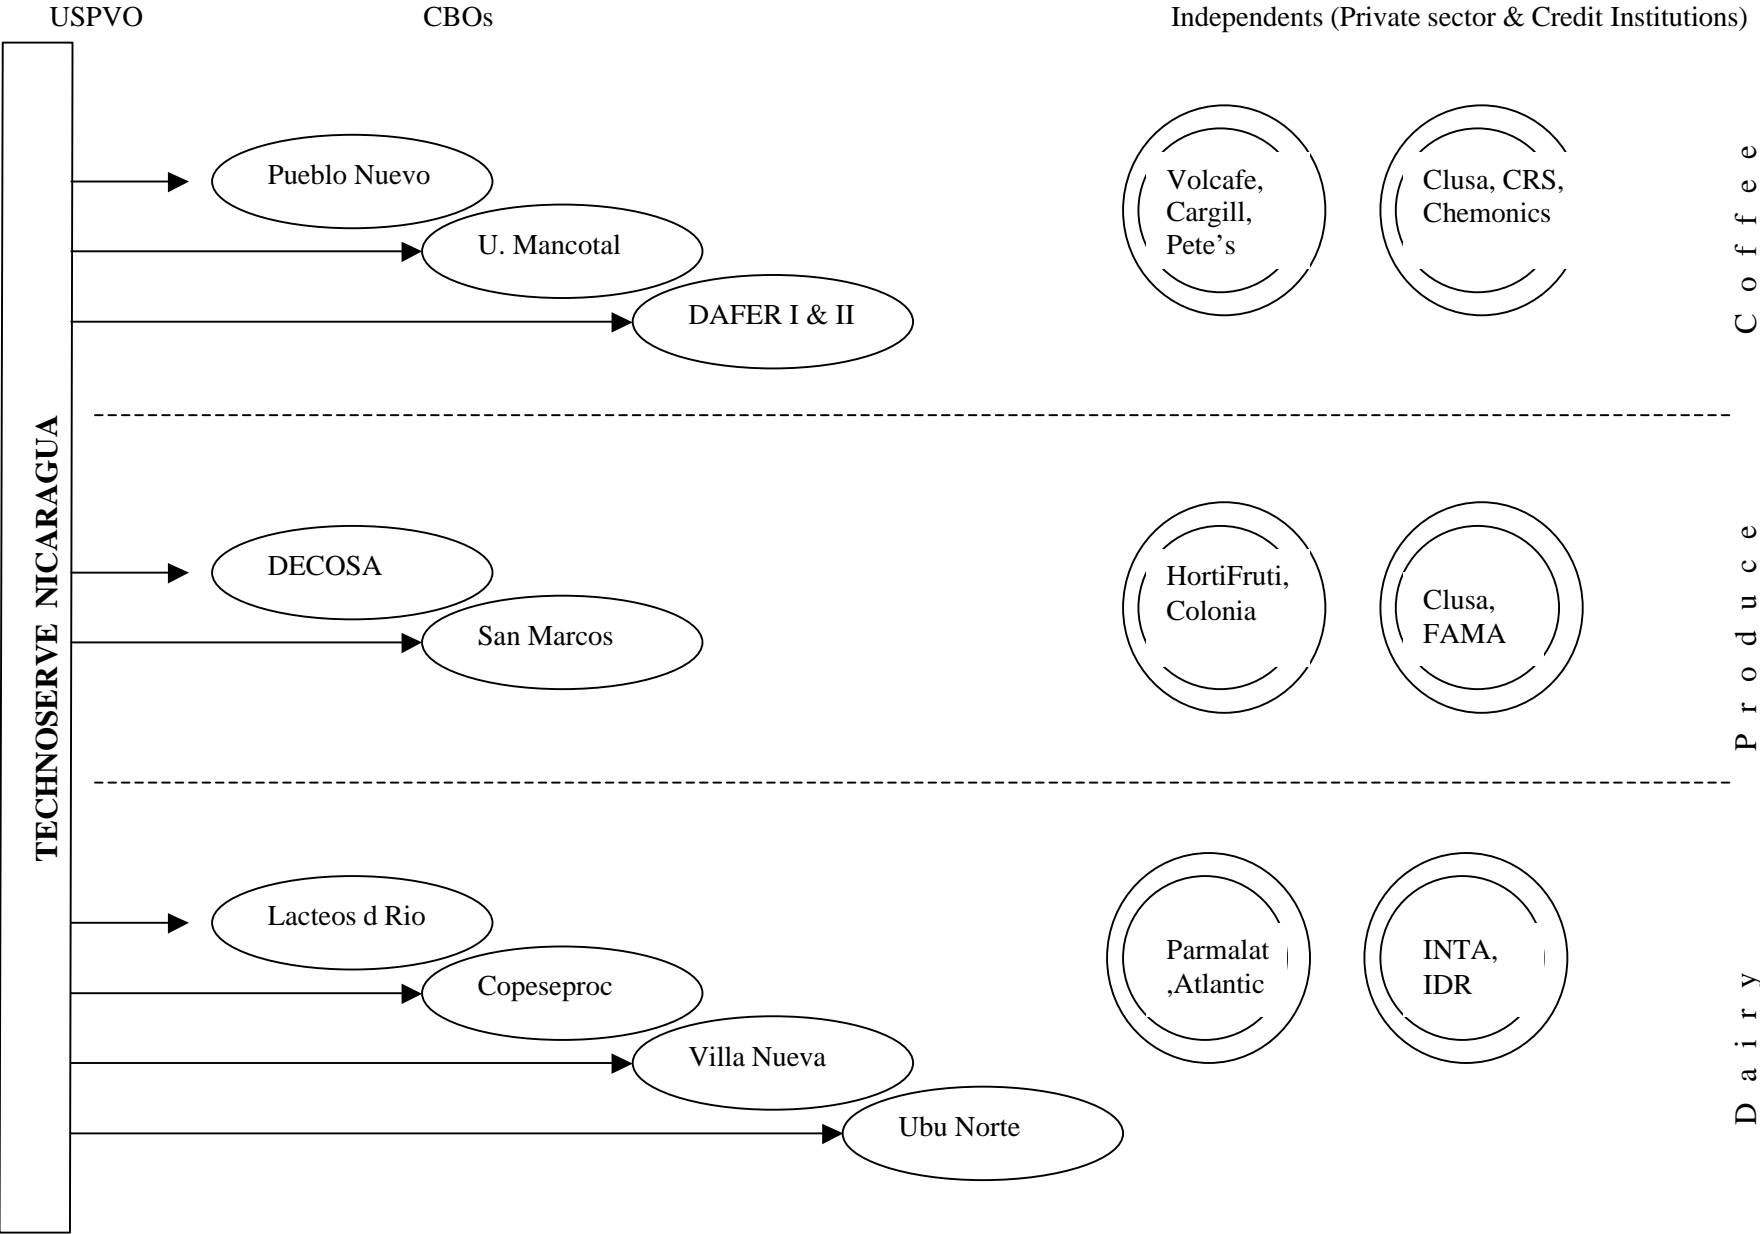 USPVO
CBOs
Independents (Private sector & Credit Institutions)
TECHNOSERVE NICARAGUA
Pueblo Nuevo
U. Mancotal
DAFER I & II
Volcafe,
Cargill,
Pete’s
Clusa, CRS,
Chemonics
Coffee
DECOSA
San Marcos
HortiFruti,
Colonia
Clusa,
FAMA
Produce
Lacteos d Rio
Copeseproc
Villa Nueva
Ubu Norte
Parmalat
,Atlantic
INTA,
IDR
Dairy